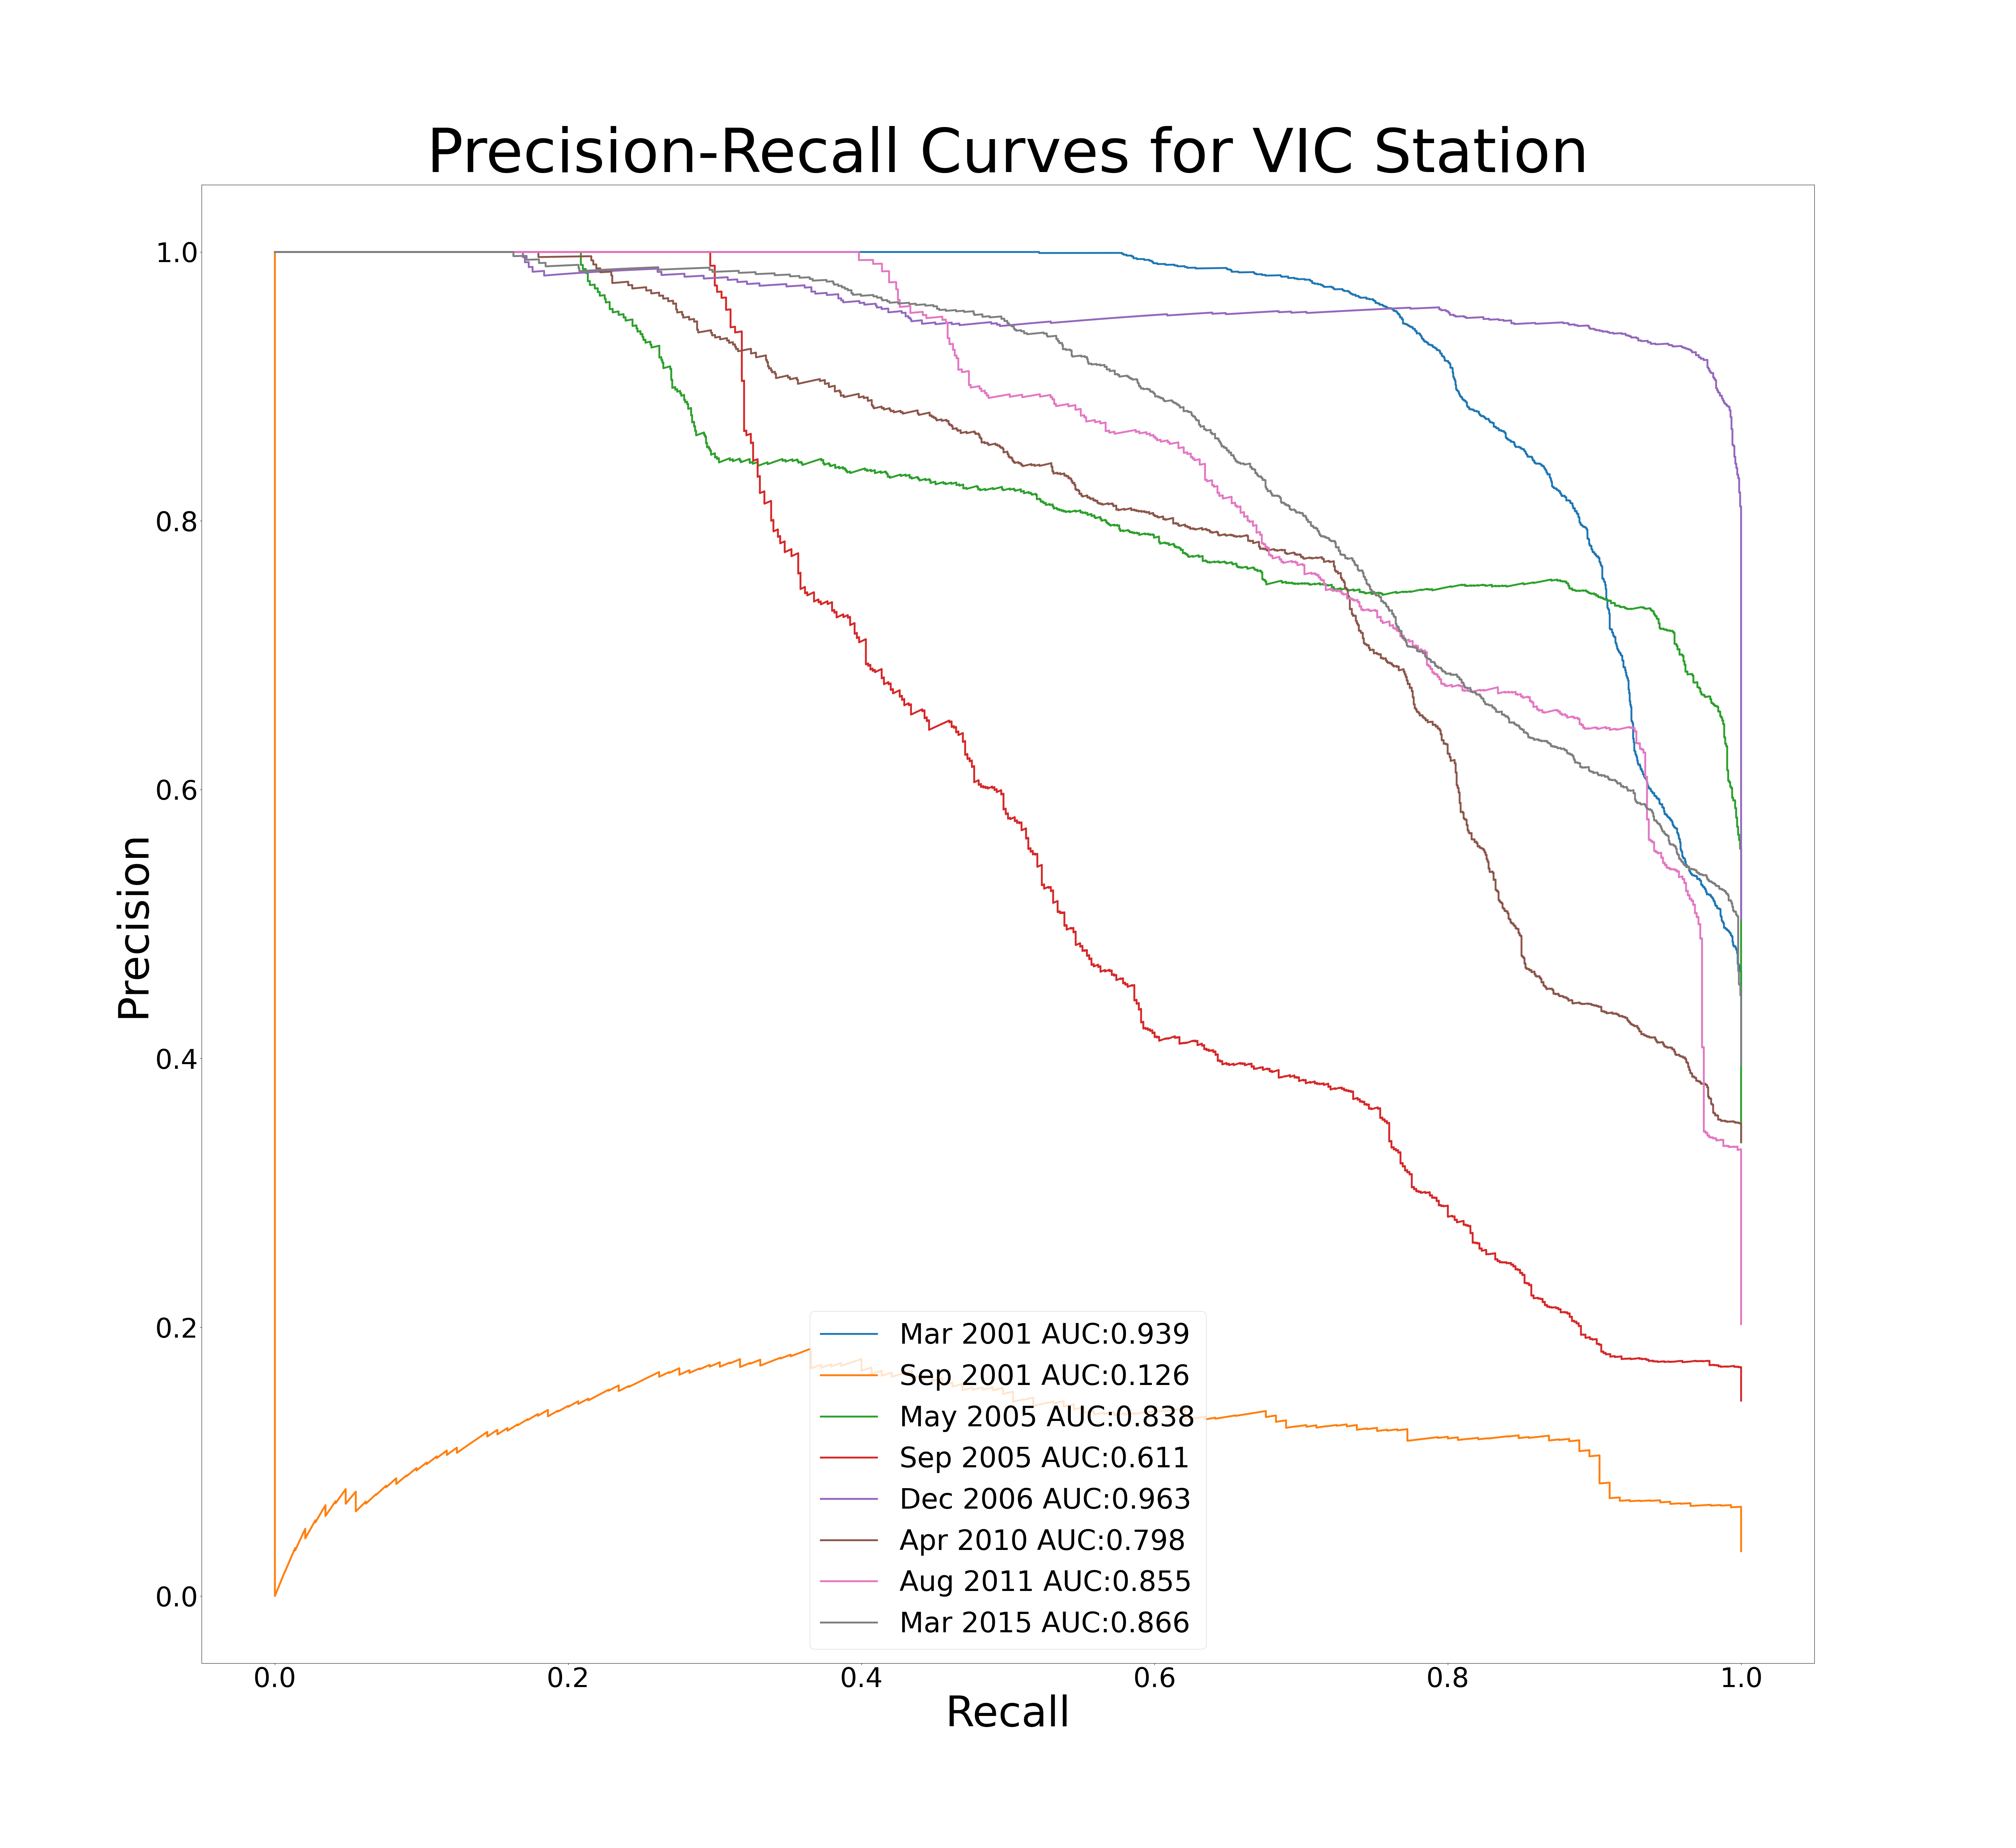 Precision-Recall Curves for VIC Station
1.0
0.8
0.6
0.4
0.2
0.0
Precision
Mar 2001 AUC:0.939
Sep 2001 AUC:0.126
May 2005 AUC:0.838
Sep 2005 AUC:0.611
Dec 2006 AUC:0.963
Apr 2010 AUC:0.798
Aug 2011 AUC:0.855
Mar 2015 AUC:0.866
0.0 0.2 0.4 0.6 0.8 1.0
Recall